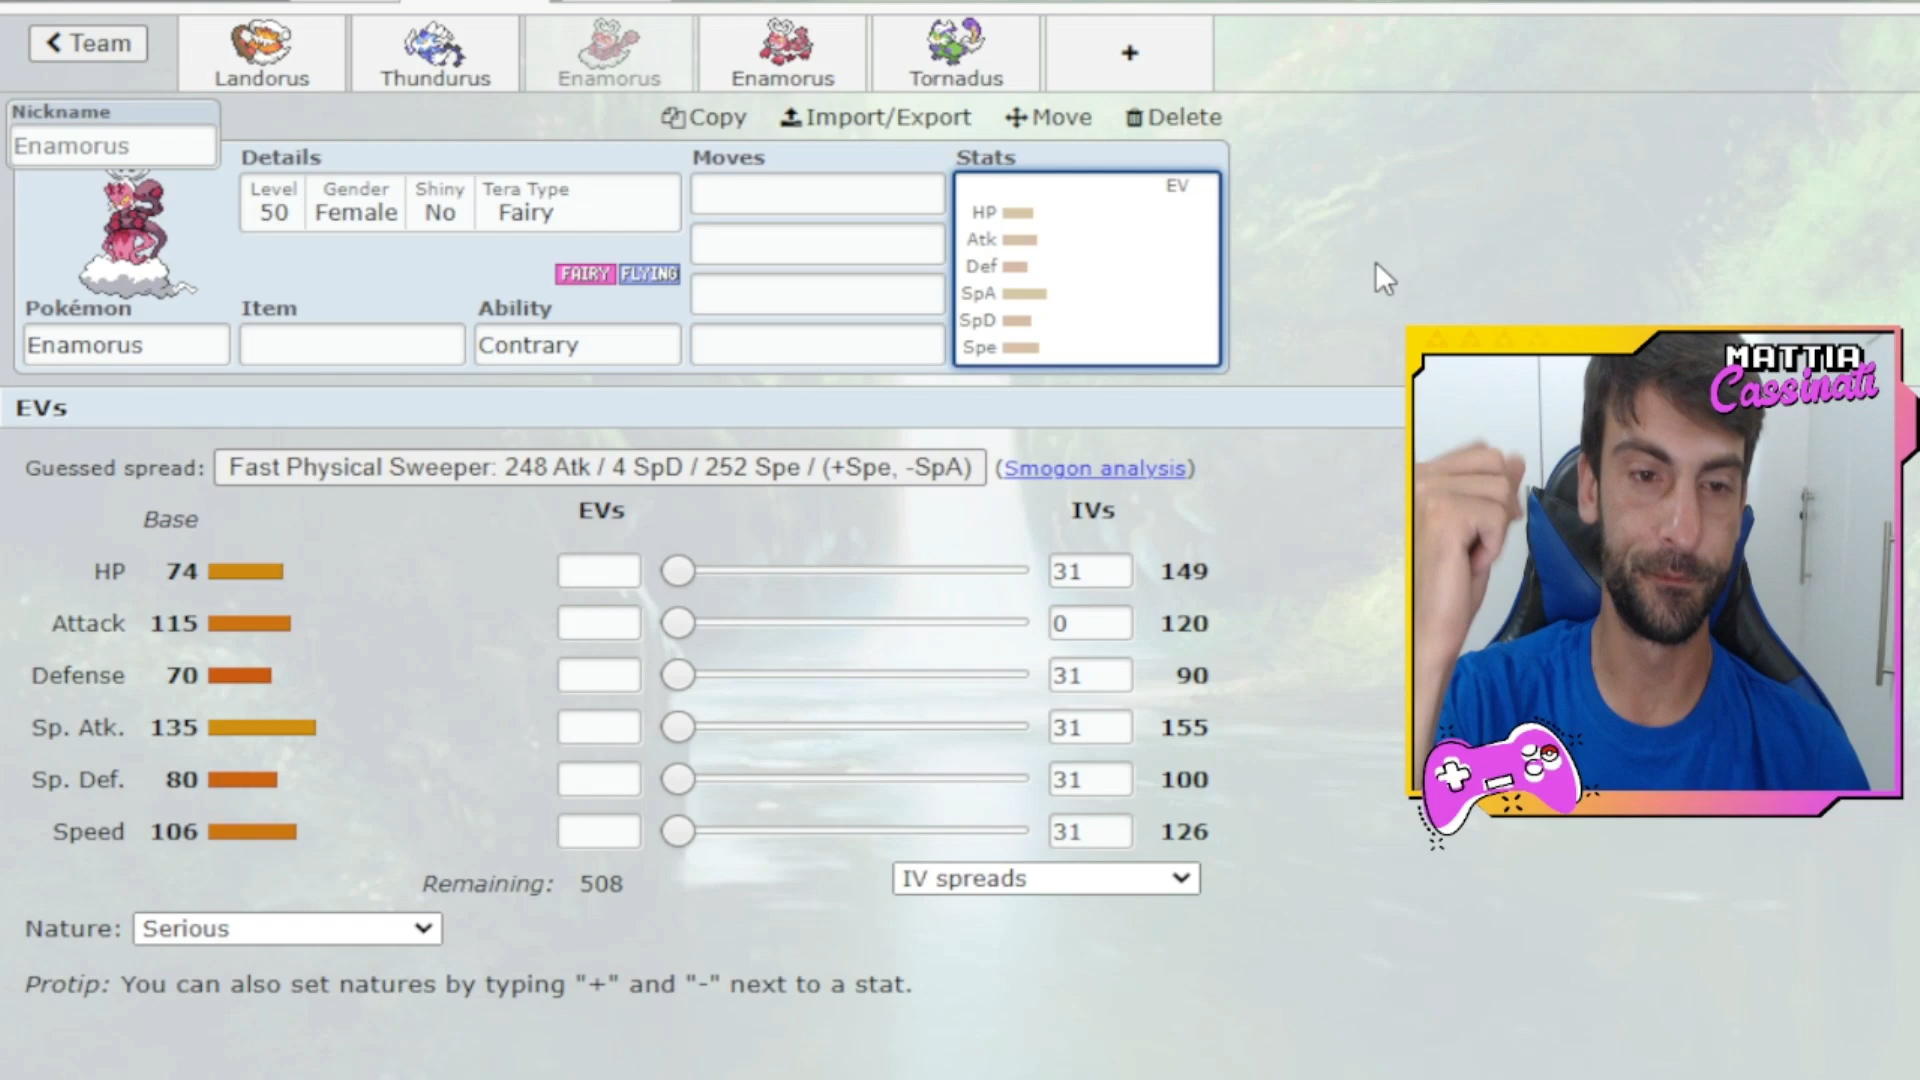 Team
Landorus
Thundurus
Enamorus
Enamorus
Tornadus
+
Nickname
Enamorus
Copy
Import/Export
Move
Delete
Details
Moves
Stats
Level
Gender
Shiny
Tera Type
50
Female
No
Fairy
EV
HP
Atk
Def
SpA
SpD
Spe
FAIRY FLYING
Pokémon
Item
Ability
Enamorus
Contrary
EVs
Guessed spread: Fast Physical Sweeper: 248 Atk / 4 SpD / 252 Spe / (+Spe, -SpA) (Smogon analysis)
Base
EVs
IVs
HP 74 31 149
Attack 115 0 120
Defense 70 31 90
Sp. Atk. 135 31 155
Sp. Def. 80 31 100
Speed 106 31 126
Remaining: 508
IV spreads
Nature: Serious
Protip: You can also set natures by typing "+" and "-" next to a stat.
MATTIA
Cassinati